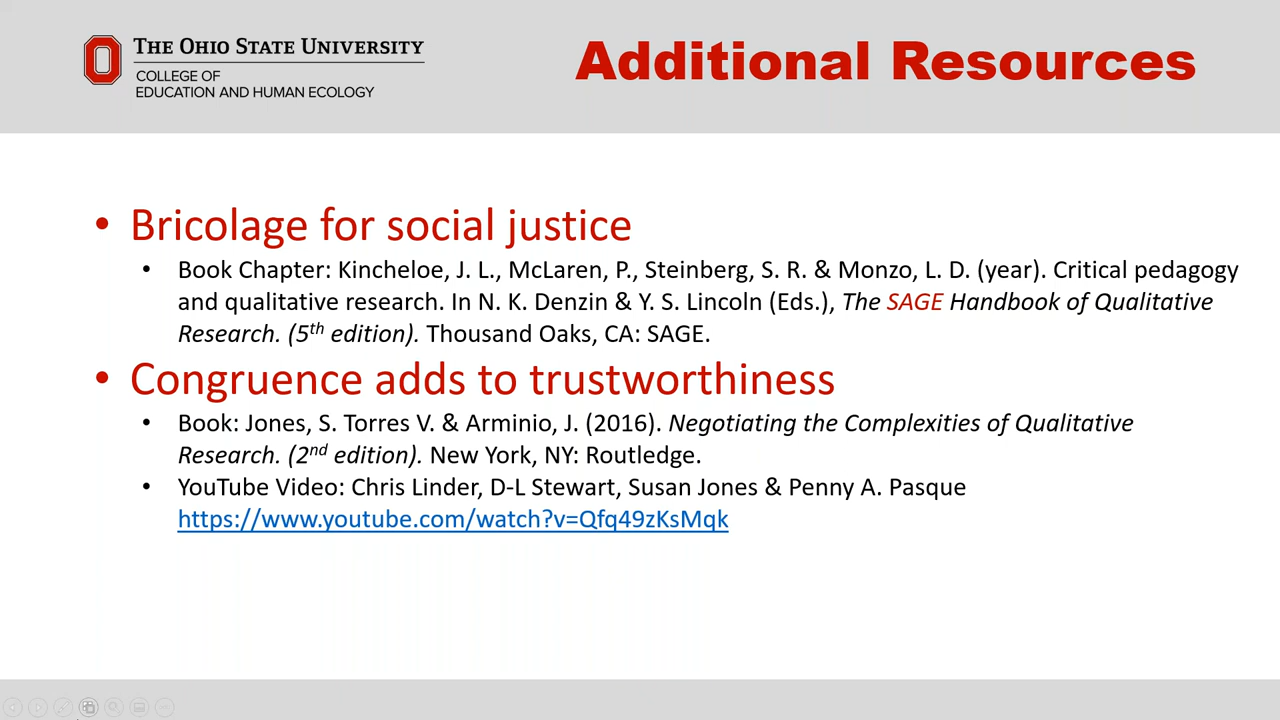 THE OHIO STATE UNIVERSITY
COLLEGE OF
EDUCATION AND HUMAN ECOLOGY
Additional Resources
• Bricolage for social justice
• Book Chapter: Kincheloe, J. L., McLaren, P., Steinberg, S. R. & Monzo, L. D. (year). Critical pedagogy
and qualitative research. In N. K. Denzin & Y. S. Lincoln (Eds.), The SAGE Handbook of Qualitative
Research. (5th edition). Thousand Oaks, CA: SAGE.
• Congruence adds to trustworthiness
• Book: Jones, S. Torres V. & Arminio, J. (2016). Negotiating the Complexities of Qualitative
Research. (2nd edition). New York, NY: Routledge.
• YouTube Video: Chris Linder, D-L Stewart, Susan Jones & Penny A. Pasque
https://www.youtube.com/watch?v=Qfq49zKsMqk